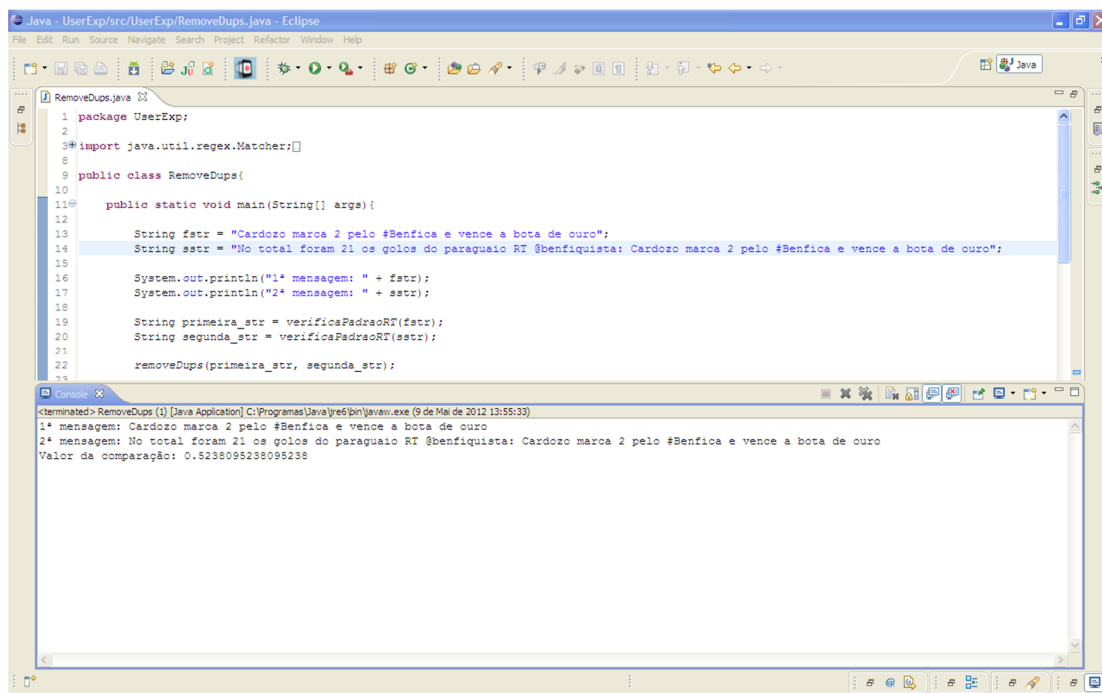 Java - UserExp/src/UserExp/RemoveDups.java - Eclipse
File Edit Run Source Navigate Search Project Refactor Window Help
Java
RemoveDups.java
1 package UserExp;
2
3 import java.util.regex.Matcher;
8
9 public class RemoveDups{
10
11 public static void main(String[] args){
12
13 String fstr = "Cardozo marca 2 pelo #Benfica e vence a bota de ouro";
14 String sstr = "No total foram 21 os golos do paraguaio RT @benfiquista: Cardozo marca 2 pelo #Benfica e vence a bota de ouro";
15
16 System.out.println("1ª mensagem: " + fstr);
17 System.out.println("2ª mensagem: " + sstr);
18
19 String primeira_str = verificaPadraoRT(fstr);
20 String segunda_str = verificaPadraoRT(sstr);
21
22 removeDups(primeira_str, segunda_str);
23
Console
<terminated> RemoveDups (1) [Java Application] C:\Programas\Java\jre6\bin\javaw.exe (9 de Mai de 2012 13:55:33)
1ª mensagem: Cardozo marca 2 pelo #Benfica e vence a bota de ouro
2ª mensagem: No total foram 21 os golos do paraguaio RT @benfiquista: Cardozo marca 2 pelo #Benfica e vence a bota de ouro
Valor da comparação: 0.5238095238095238